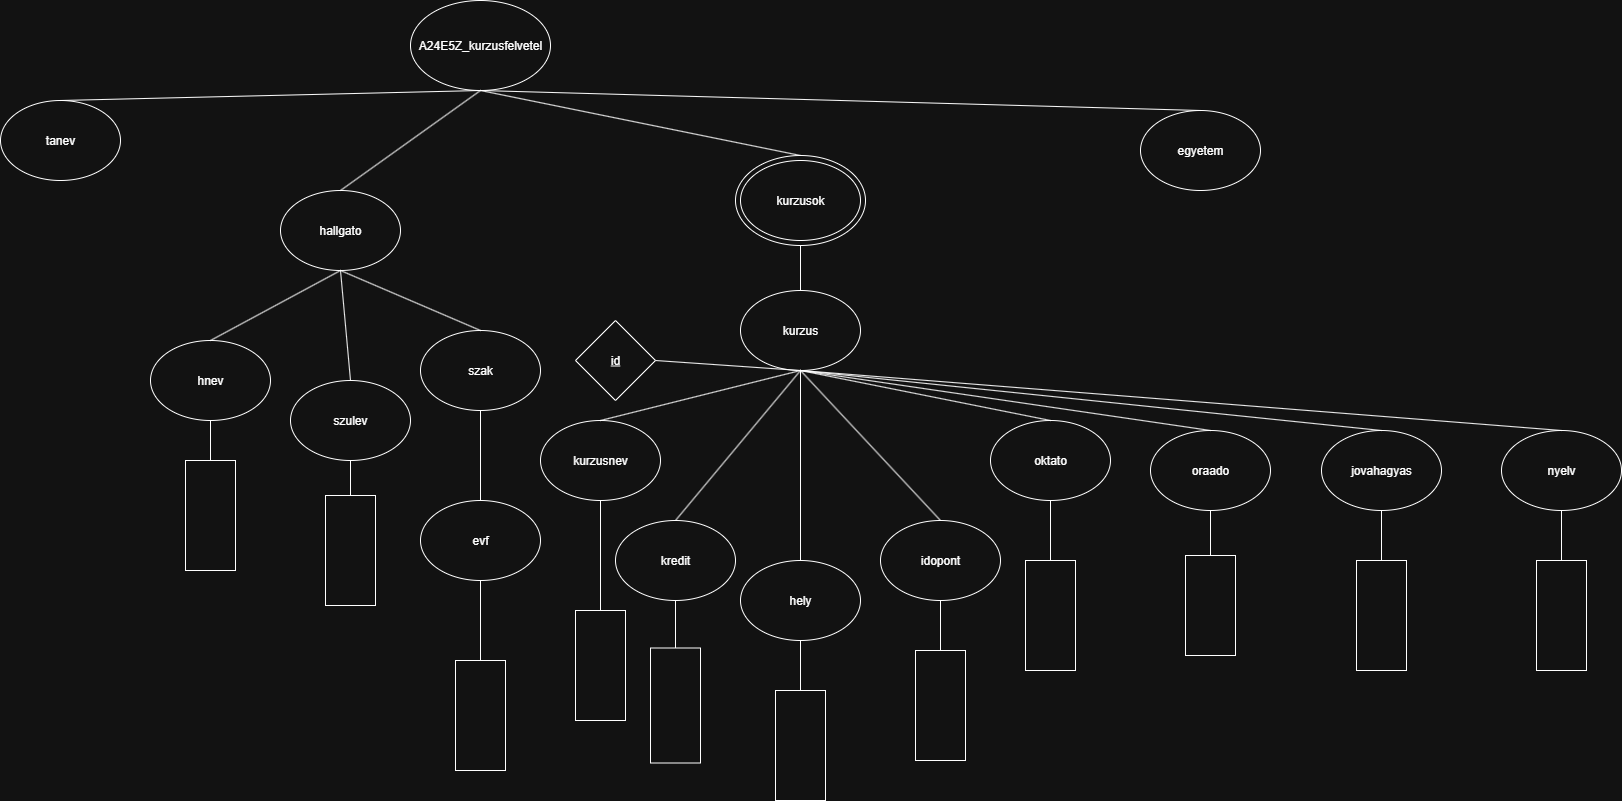 A24E5Z_kurzusfelvetel
tanev
egyetem
kurzusok
hallgato
kurzus
id
hnev
szulev
szak
kurzusnev
oktato
oraado
jovahagyas
nyelv
evf
kredit
hely
idopont